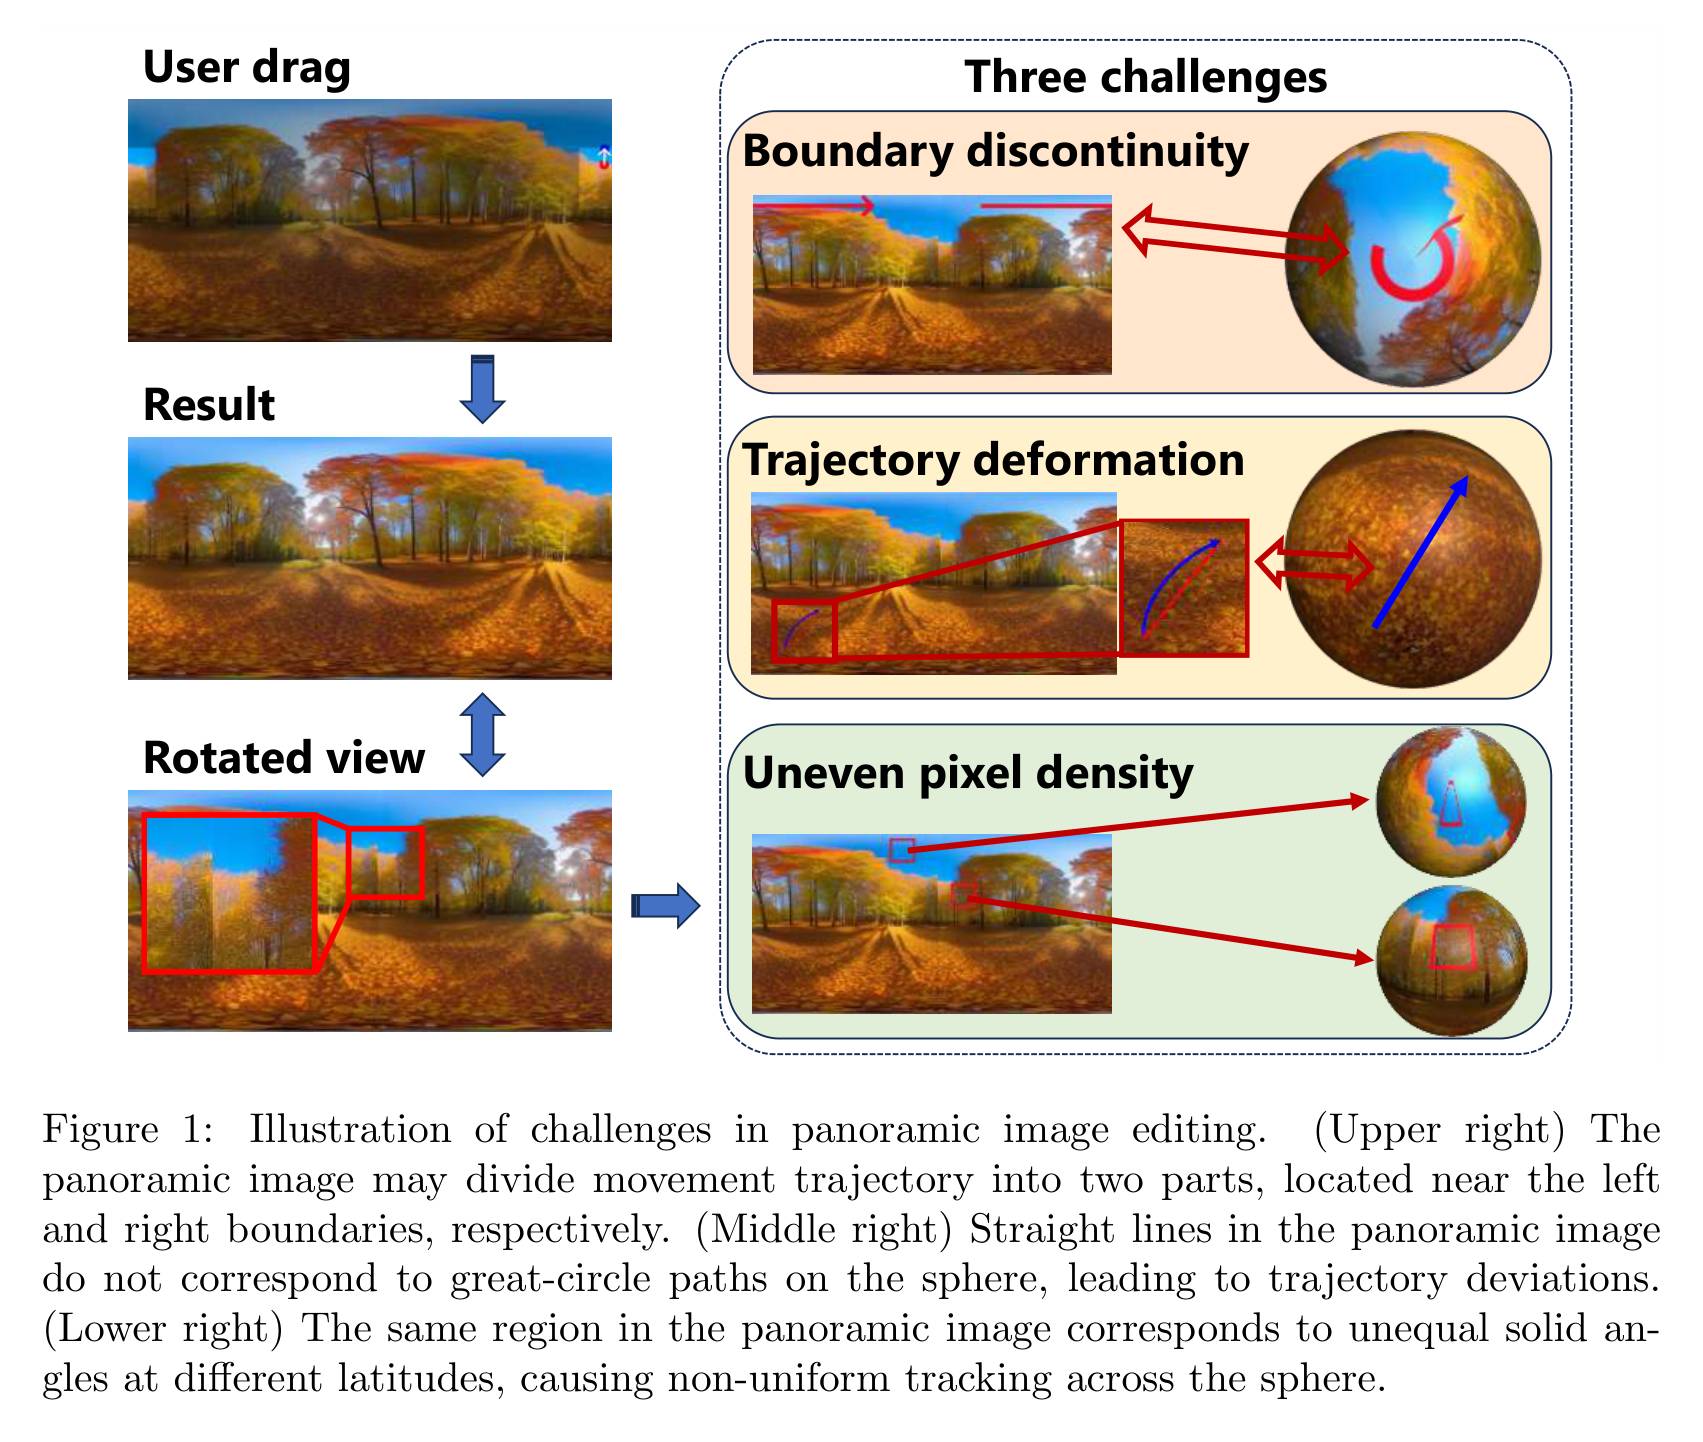 User drag
Result
Rotated view
Three challenges
Boundary discontinuity
Trajectory deformation
Uneven pixel density
Figure 1: Illustration of challenges in panoramic image editing. (Upper right) The
panoramic image may divide movement trajectory into two parts, located near the left
and right boundaries, respectively. (Middle right) Straight lines in the panoramic image
do not correspond to great-circle paths on the sphere, leading to trajectory deviations.
(Lower right) The same region in the panoramic image corresponds to unequal solid an-
gles at different latitudes, causing non-uniform tracking across the sphere.